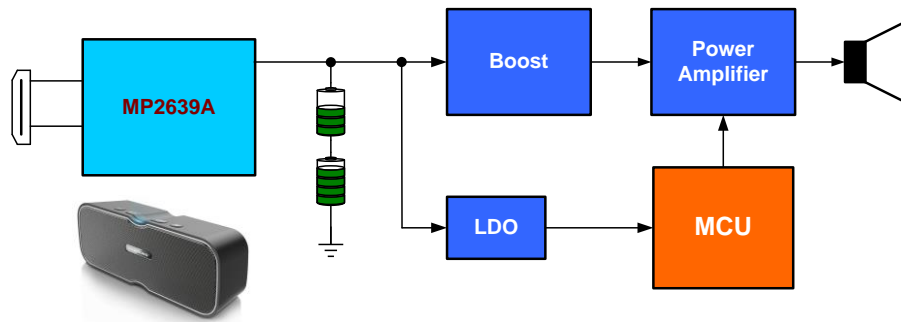 MP2639A
Boost
Power
Amplifier
LDO
MCU